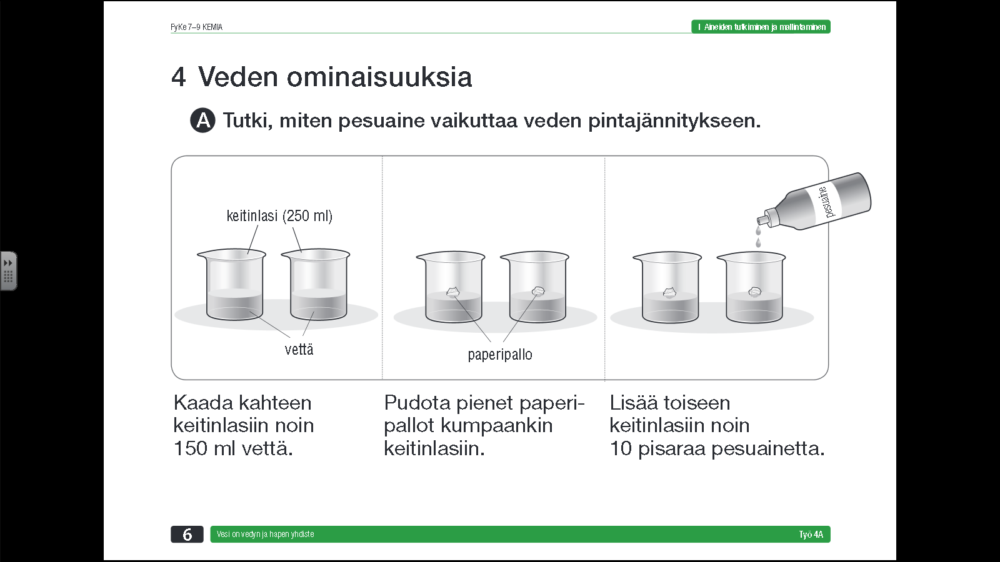 FyKe 7–9 KEMIA
I Aineiden tutkiminen ja mallintaminen
4 Veden ominaisuuksia
A Tutki, miten pesuaine vaikuttaa veden pintajännitykseen.
pesuaine
keitinlasi (250 ml)
vettä
paperipallo
Kaada kahteen
keitinlasiin noin
150 ml vettä.
Pudota pienet paperi-
pallot kumpaankin
keitinlasiin.
Lisää toiseen
keitinlasiin noin
10 pisaraa pesuainetta.
6
Vesi on vedyn ja hapen yhdiste
Työ 4A